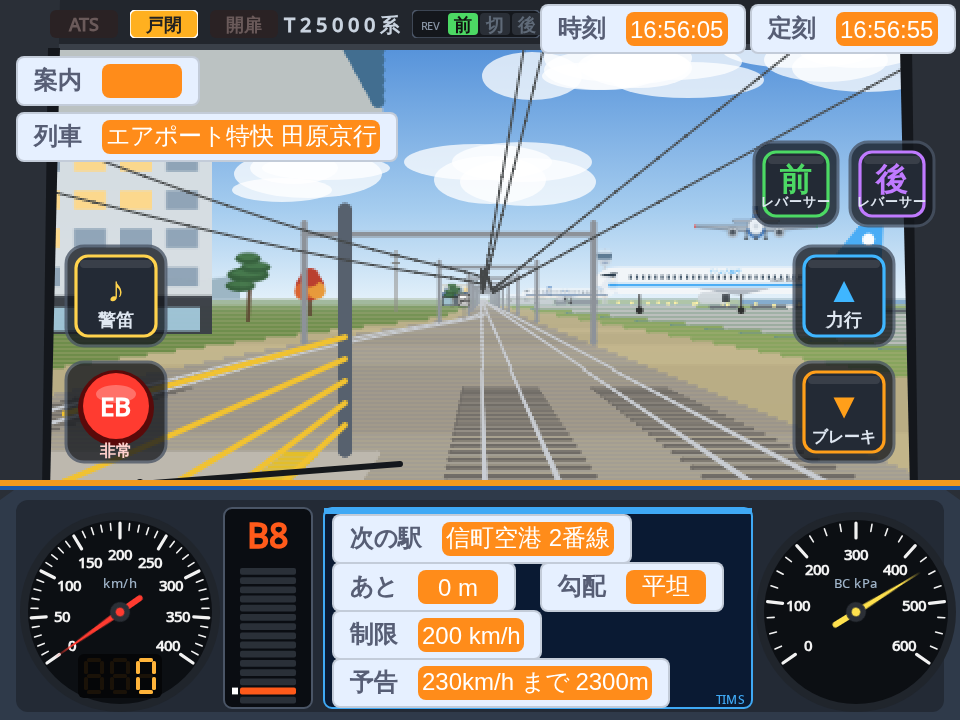 ATS 戸閉 開扉 T25000系 REV 前 切 後
時刻 16:56:05 定刻 16:56:55
案内
列車 エアポート特快 田原京行
前 レバーサー
後 レバーサー
♪ 警笛
▲ 力行
EB 非常
▼ ブレーキ
0 50 100 150 200 250 300 350 400
km/h
0
B8
次の駅 信町空港 2番線
あと 0 m 勾配 平坦
制限 200 km/h
予告 230km/h まで 2300m
TIMS
0 100 200 300 400 500 600
BC kPa